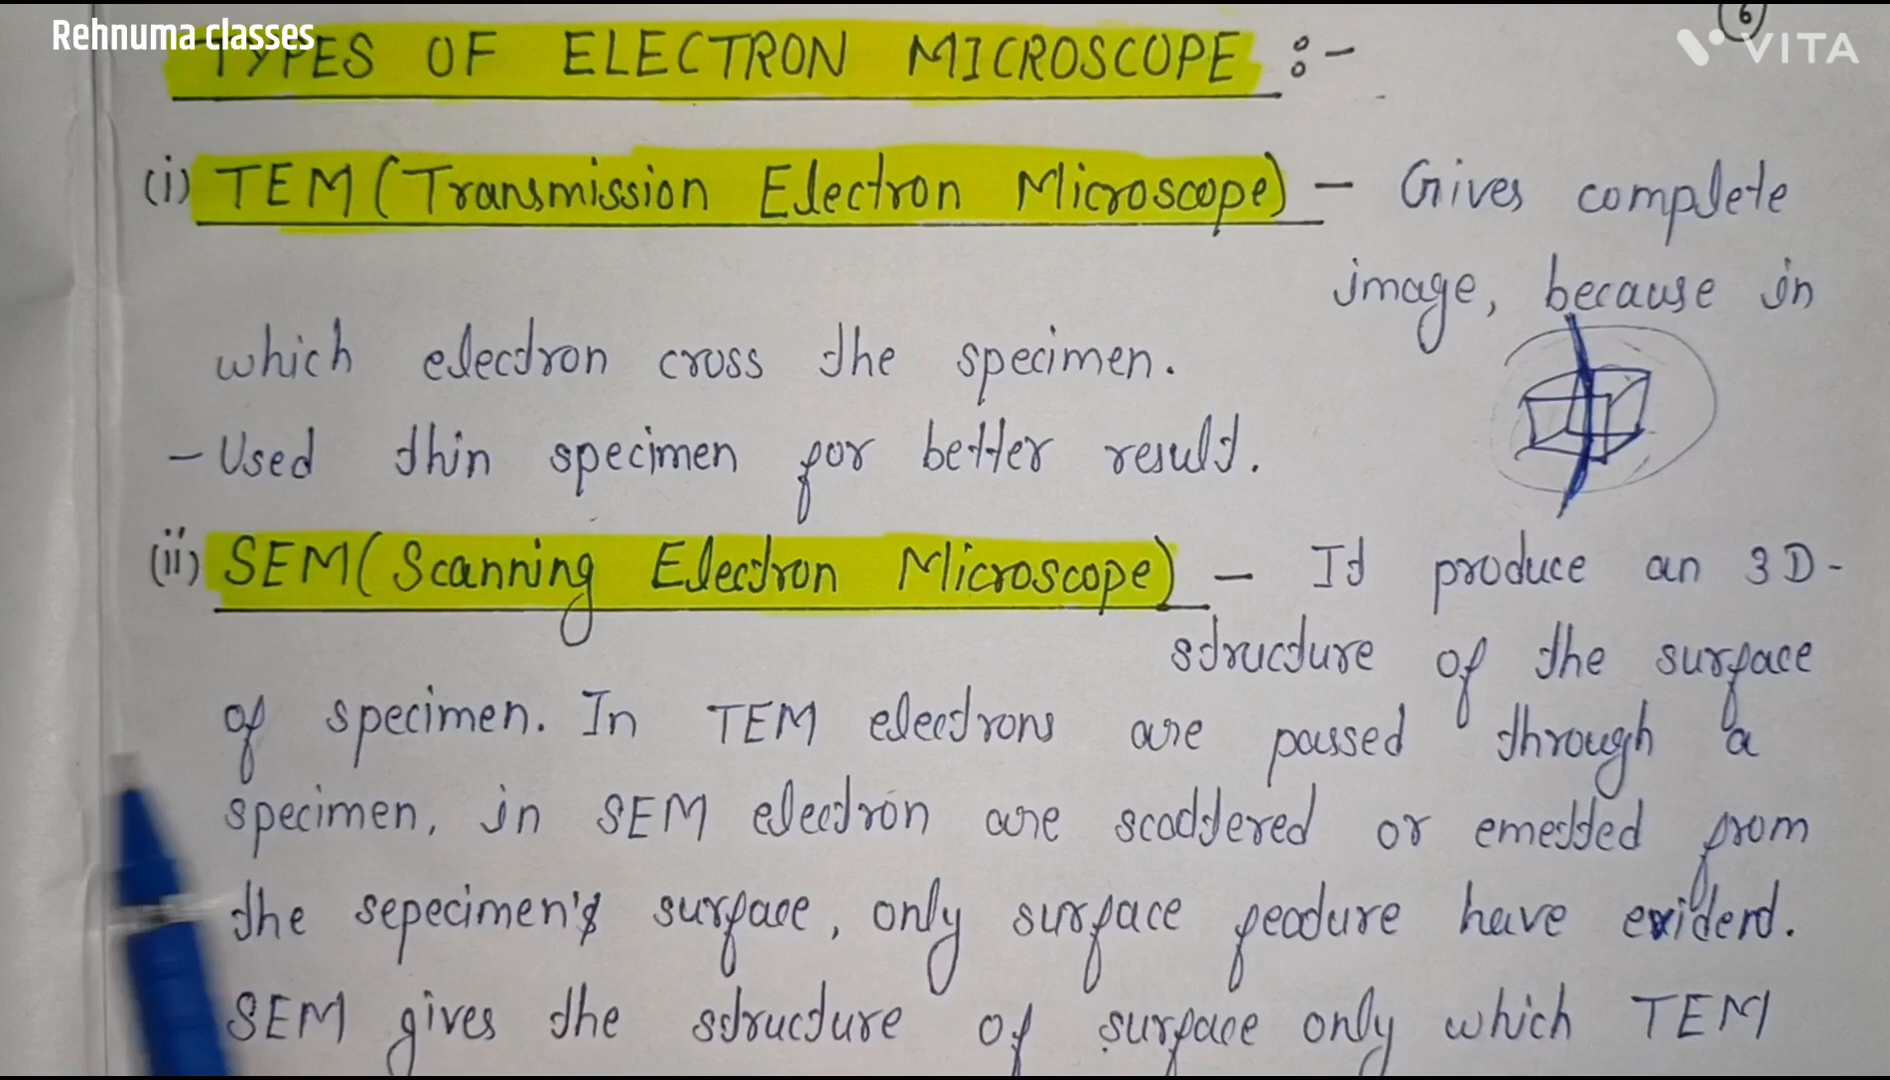 Rehnuma classes
6
VITA
TYPES OF ELECTRON MICROSCOPE :-
(i) TEM (Transmission Electron Microscope) - Gives complete
image, because in
which electron cross the specimen.
- Used thin specimen for better result.
(ii) SEM (Scanning Electron Microscope) - It produce an 3D-
structure of the surface
of specimen. In TEM electrons are passed through a
specimen, in SEM electron are scattered or emetted from
the sepecimen's surface, only surface feature have evident.
SEM gives the structure of surface only which TEM